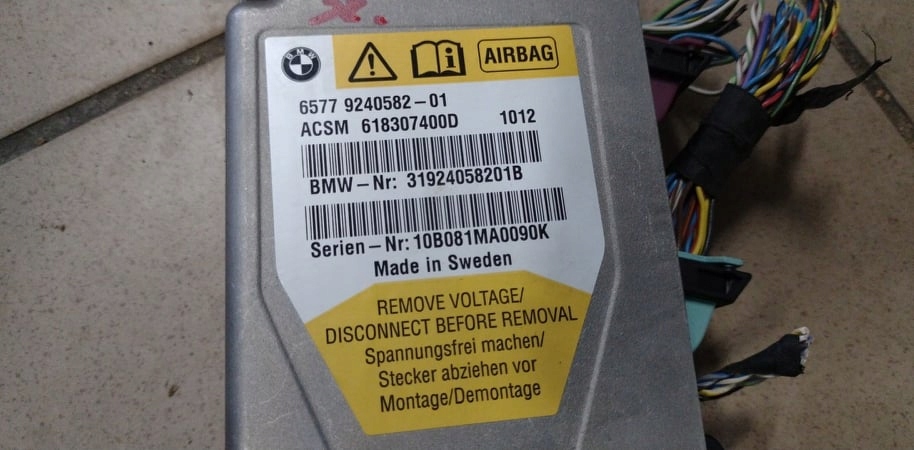 BMW
AIRBAG
6577 9240582-01
ACSM 618307400D 1012
BMW-Nr: 31924058201B
Serien-Nr: 10B081MA0090K
Made in Sweden
REMOVE VOLTAGE/
DISCONNECT BEFORE REMOVAL
Spannungsfrei machen/
Stecker abziehen vor
Montage/Demontage